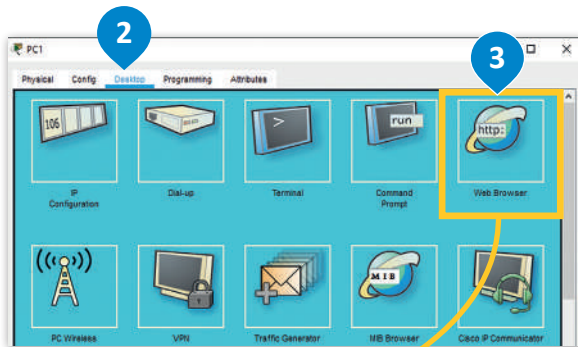 2
PC1
3
Physical Config Desktop Programming Attributes
106
>
run
http:
IP
Configuration
Dial-up
Terminal
Command
Prompt
Web Browser
MIB
PC Wireless
VPN
Traffic Generator
MIB Browser
Cisco IP Communicator